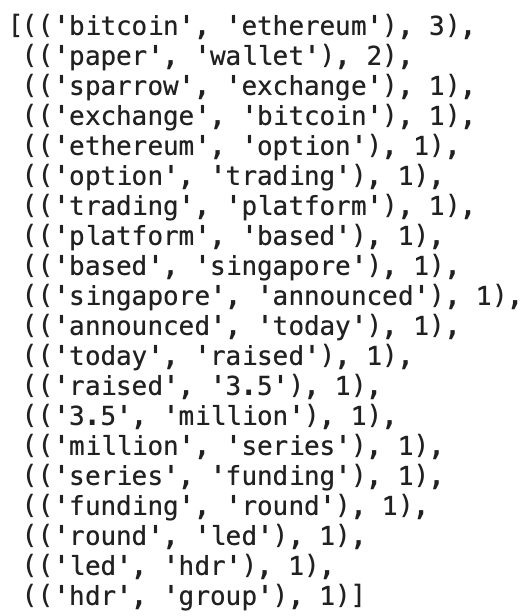 [(('bitcoin', 'ethereum'), 3),
(('paper', 'wallet'), 2),
(('sparrow', 'exchange'), 1),
(('exchange', 'bitcoin'), 1),
(('ethereum', 'option'), 1),
(('option', 'trading'), 1),
(('trading', 'platform'), 1),
(('platform', 'based'), 1),
(('based', 'singapore'), 1),
(('singapore', 'announced'), 1),
(('announced', 'today'), 1),
(('today', 'raised'), 1),
(('raised', '3.5'), 1),
(('3.5', 'million'), 1),
(('million', 'series'), 1),
(('series', 'funding'), 1),
(('funding', 'round'), 1),
(('round', 'led'), 1),
(('led', 'hdr'), 1),
(('hdr', 'group'), 1)]